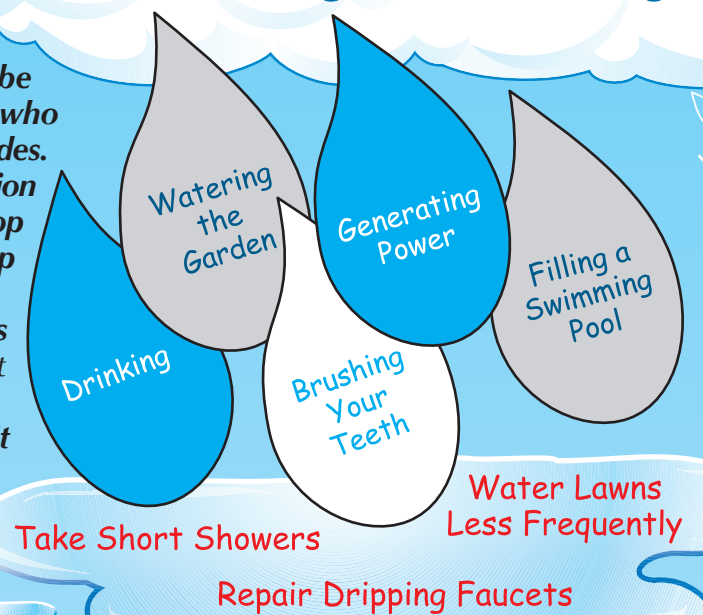 be
who
des.
ion
op
p
s
t
t
Watering
the
Garden
Generating
Power
Filling a
Swimming
Pool
Drinking
Brushing
Your
Teeth
Water Lawns
Less Frequently
Take Short Showers
Repair Dripping Faucets